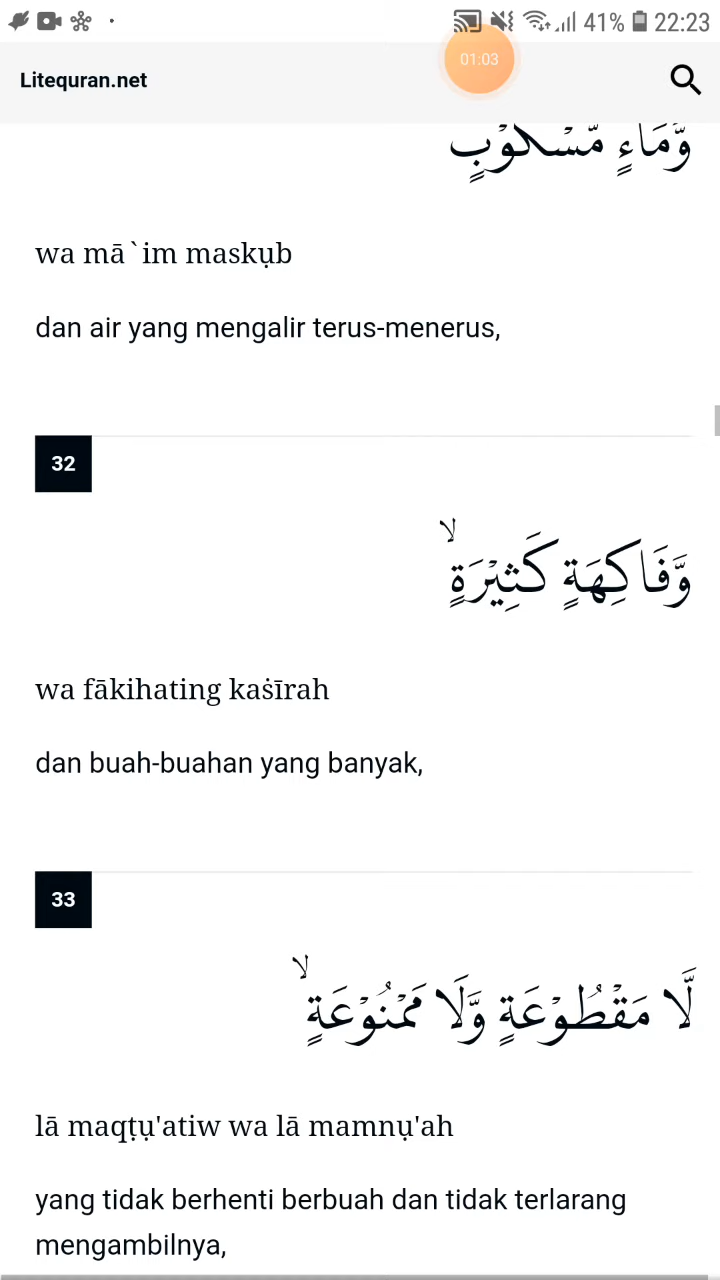 41% 22:23
01:03
Litequran.net
وَّمَاۤءٍ مَّسْكُوْبٍ
wa mā`im maskụb
dan air yang mengalir terus-menerus,
32
وَّفَاكِهَةٍ كَثِيْرَةٍۙ
wa fākihating kaṡīrah
dan buah-buahan yang banyak,
33
لَّا مَقْطُوْعَةٍ وَّلَا مَمْنُوْعَةٍۙ
lā maqṭụ'atiw wa lā mamnụ'ah
yang tidak berhenti berbuah dan tidak terlarang
mengambilnya,